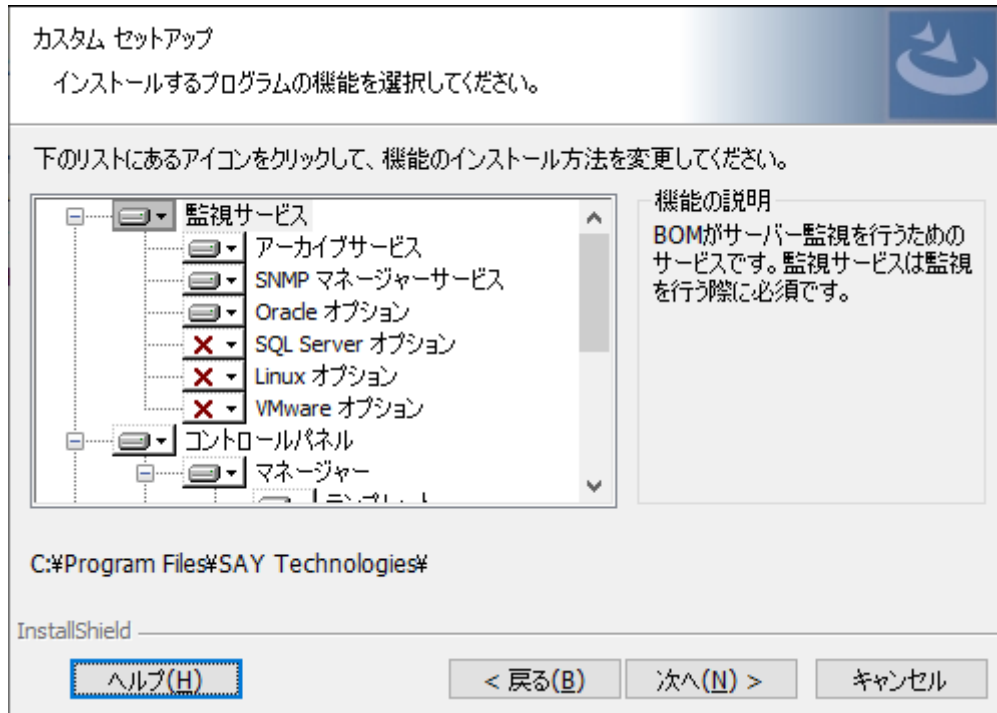 カスタム セットアップ
インストールするプログラムの機能を選択してください。
下のリストにあるアイコンをクリックして、機能のインストール方法を変更してください。
監視サービス
アーカイブサービス
SNMP マネージャーサービス
Oracle オプション
SQL Server オプション
Linux オプション
VMware オプション
コントロールパネル
マネージャー
テンプレート
機能の説明
BOMがサーバー監視を行うための
サービスです。監視サービスは監視
を行う際に必須です。
C:¥Program Files¥SAY Technologies¥
InstallShield
ヘルプ(H)
< 戻る(B)
次へ(N) >
キャンセル